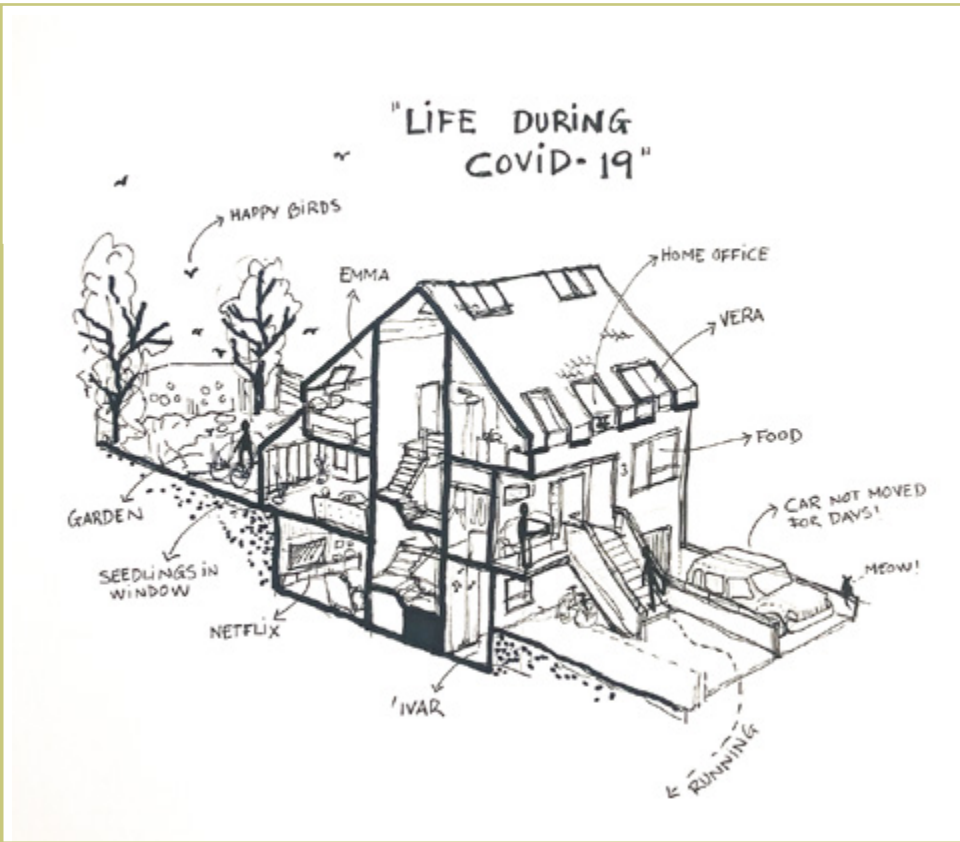 "LiFE DURiNG
COViD-19"
HAPPY BiRDS
EMMA
HOME OFFiCE
VERA
FOOD
CAR NOT MOVED
FOR DAYS!
MEOW!
GARDEN
SEEDLiNGS iN
WiNDOW
NETFLiX
'iVAR
RUNNiNG
3